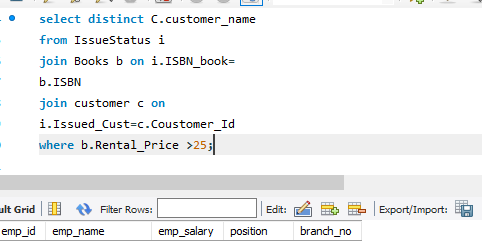 select distinct C.customer_name
from IssueStatus i
join Books b on i.ISBN_book=
b.ISBN
join customer c on
i.Issued_Cust=c.Coustomer_Id
where b.Rental_Price >25;
ult Grid Filter Rows: Edit: Export/Import:
emp_id emp_name emp_salary position branch_no